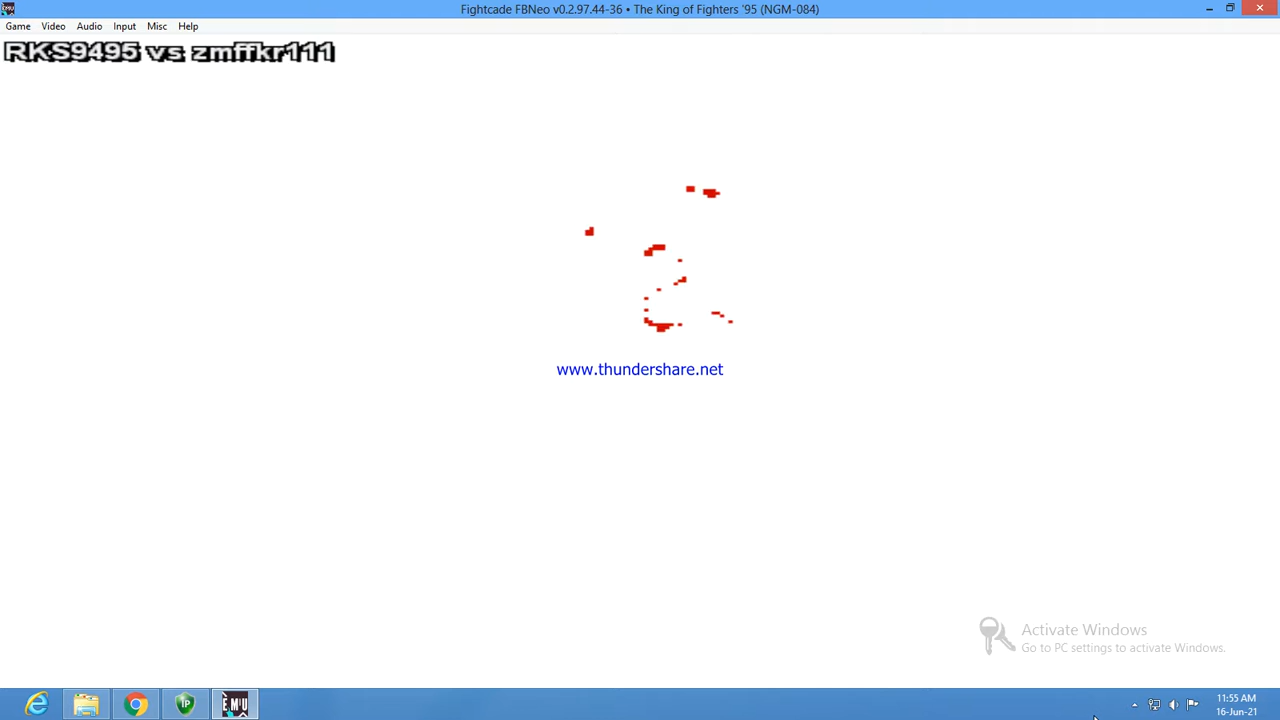 Fightcade FBNeo v0.2.97.44-36 • The King of Fighters '95 (NGM-084)
Game Video Audio Input Misc Help
RKS9495 vs zmffkr111
www.thundershare.net
Activate Windows
Go to PC settings to activate Windows.
IP
EMU
11:55 AM
16-Jun-21